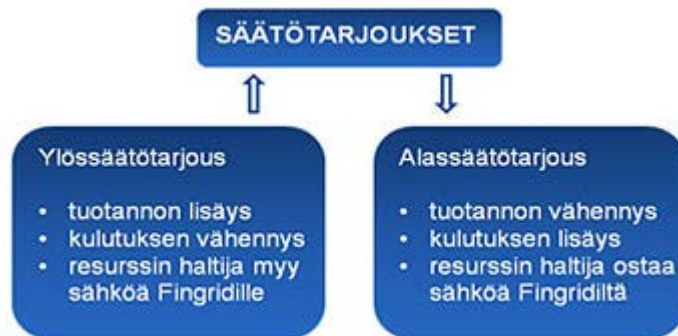 SÄÄTÖTARJOUKSET
Ylössäätötarjous
• tuotannon lisäys
• kulutuksen vähennys
• resurssin haltija myy
sähköä Fingridille
Alassäätötarjous
• tuotannon vähennys
• kulutuksen lisäys
• resurssin haltija ostaa
sähköä Fingridiltä